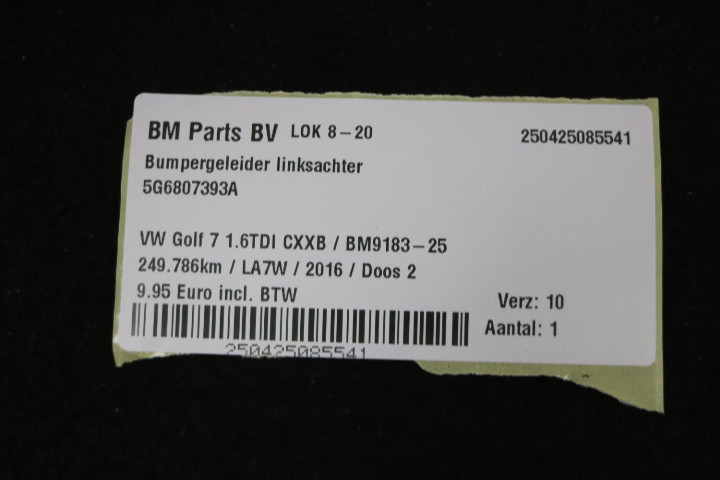 BM Parts BV LOK 8-20 250425085541
Bumpergeleider linksachter
5G6807393A
VW Golf 7 1.6TDI CXXB / BM9183-25
249.786km / LA7W / 2016 / Doos 2
9.95 Euro incl. BTW Verz: 10
Aantal: 1
250425085541